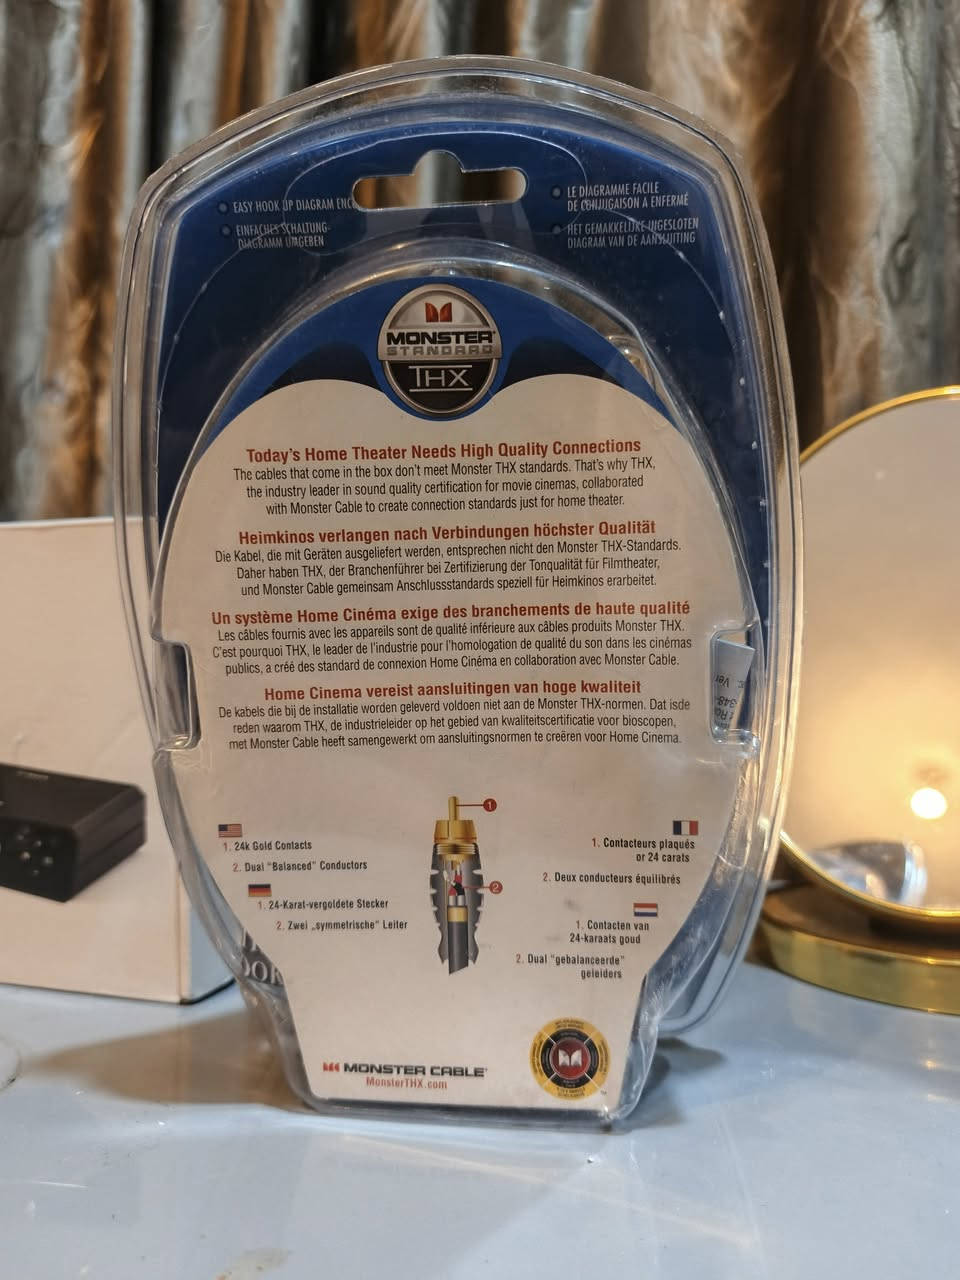 EASY HOOK UP DIAGRAM ENC
EINFACHES SCHALTUNG-
DIAGRAMM UMGEBEN
LE DIAGRAMME FACILE
DE CONJUGAISON A ENFERMÉ
HET GEMAKKELIJKE INGESLOTEN
DIAGRAM VAN DE AANSLUITING
MONSTER
STANDARD
THX
Today's Home Theater Needs High Quality Connections
The cables that come in the box don't meet Monster THX standards. That's why THX,
the industry leader in sound quality certification for movie cinemas, collaborated
with Monster Cable to create connection standards just for home theater.
Heimkinos verlangen nach Verbindungen höchster Qualität
Die Kabel, die mit Geräten ausgeliefert werden, entsprechen nicht den Monster THX-Standards.
Daher haben THX, der Branchenführer bei Zertifizierung der Tonqualität für Filmtheater,
und Monster Cable gemeinsam Anschlussstandards speziell für Heimkinos erarbeitet.
Un système Home Cinéma exige des branchements de haute qualité
Les câbles fournis avec les appareils sont de qualité inférieure aux câbles produits Monster THX.
C'est pourquoi THX, le leader de l'industrie pour l'homologation de qualité du son dans les cinémas
publics, a créé des standard de connexion Home Cinéma en collaboration avec Monster Cable.
Home Cinema vereist aansluitingen van hoge kwaliteit
De kabels die bij de installatie worden geleverd voldoen niet aan de Monster THX-normen. Dat isde
reden waarom THX, de industrieleider op het gebied van kwaliteitscertificatie voor bioscopen,
met Monster Cable heeft samengewerkt om aansluitingsnormen te creëren voor Home Cinema.
1. 24k Gold Contacts
2. Dual "Balanced" Conductors
1. 24-Karat-vergoldete Stecker
2. Zwei „symmetrische" Leiter
1
2
1. Contacteurs plaqués
or 24 carats
2. Deux conducteurs équilibrés
1. Contacten van
24-karaats goud
2. Dual "gebalanceerde"
geleiders
MONSTER CABLE®
MonsterTHX.com